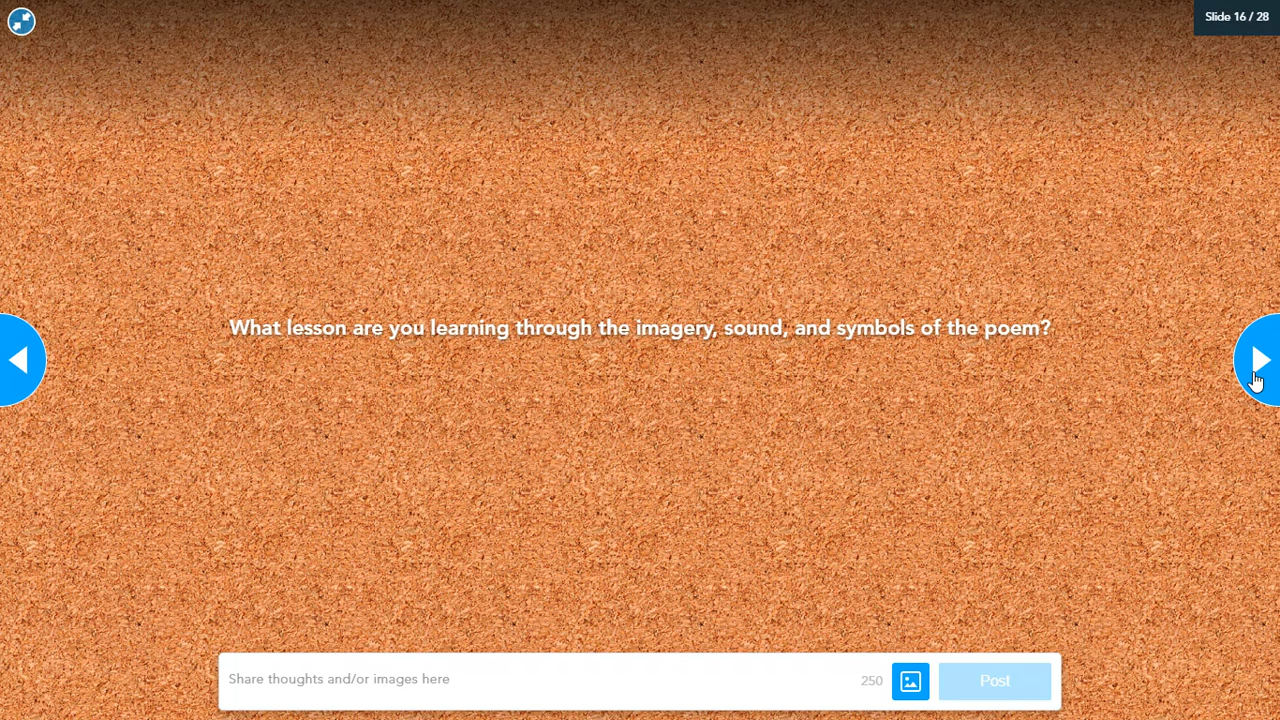 Slide 16 / 28
What lesson are you learning through the imagery, sound, and symbols of the poem?
Share thoughts and/or images here
250
Post